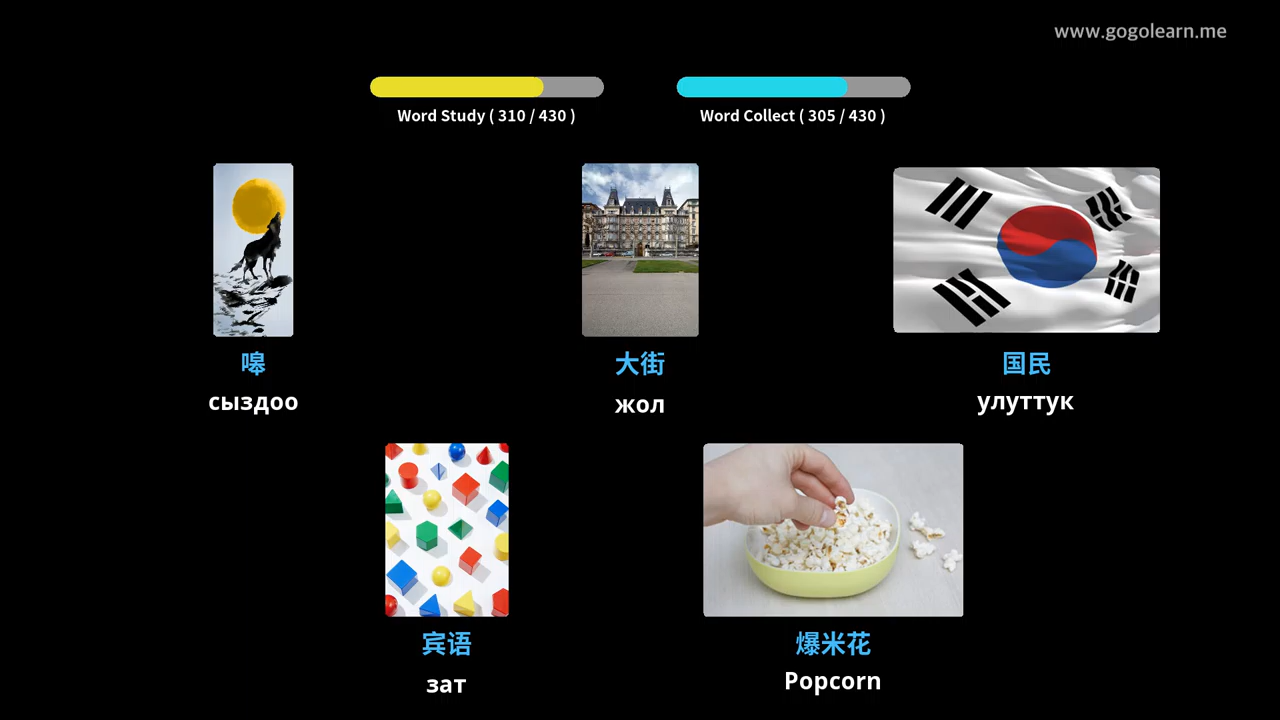 www.gogolearn.me
Word Study ( 310 / 430 )
Word Collect ( 305 / 430 )
嗥
сыздоо
大街
жол
国民
улуттук
宾语
зат
爆米花
Popcorn